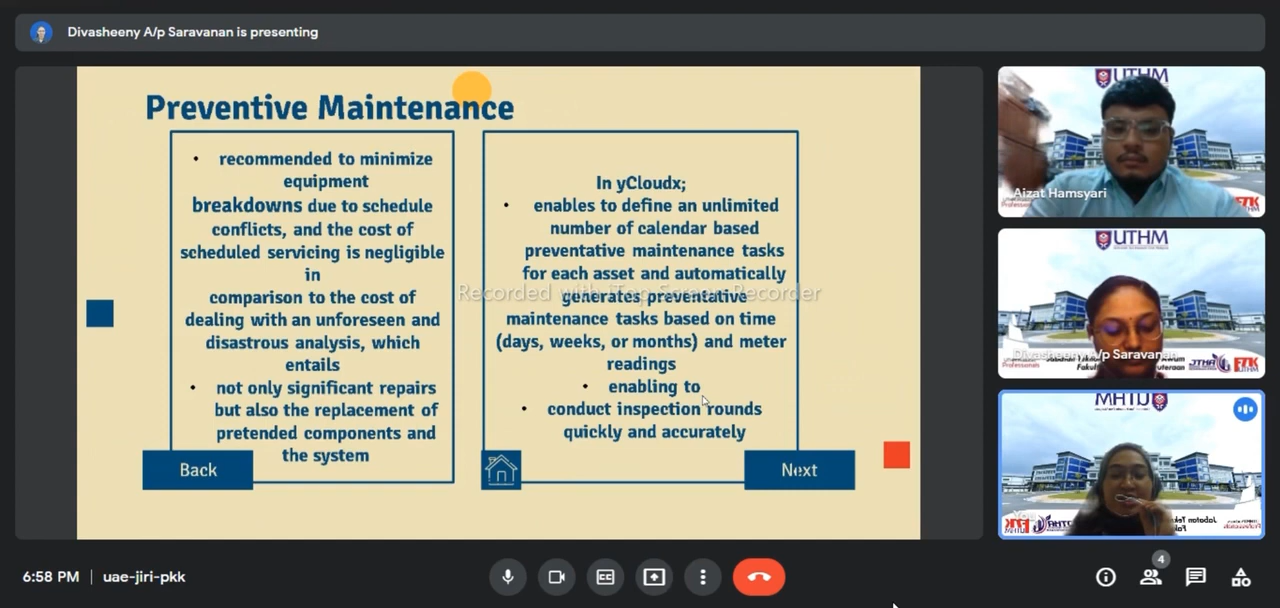 Divasheeny A/p Saravanan is presenting
Preventive Maintenance
• recommended to minimize
equipment
breakdowns due to schedule
conflicts, and the cost of
scheduled servicing is negligible
in
comparison to the cost of
dealing with an unforeseen and
disastrous analysis, which
entails
• not only significant repairs
but also the replacement of
pretended components and
the system
In yCloudx;
• enables to define an unlimited
number of calendar based
preventative maintenance tasks
for each asset and automatically
generates preventative
maintenance tasks based on time
(days, weeks, or months) and meter
readings
• enabling to
• conduct inspection rounds
quickly and accurately
Recorded with iTop Screen Recorder
Back
Next
UTHM
Aizat Hamsyari
UTHM
Divasheeny A/p Saravanan
UTHM
You
6:58 PM | uae-jiri-pkk
4